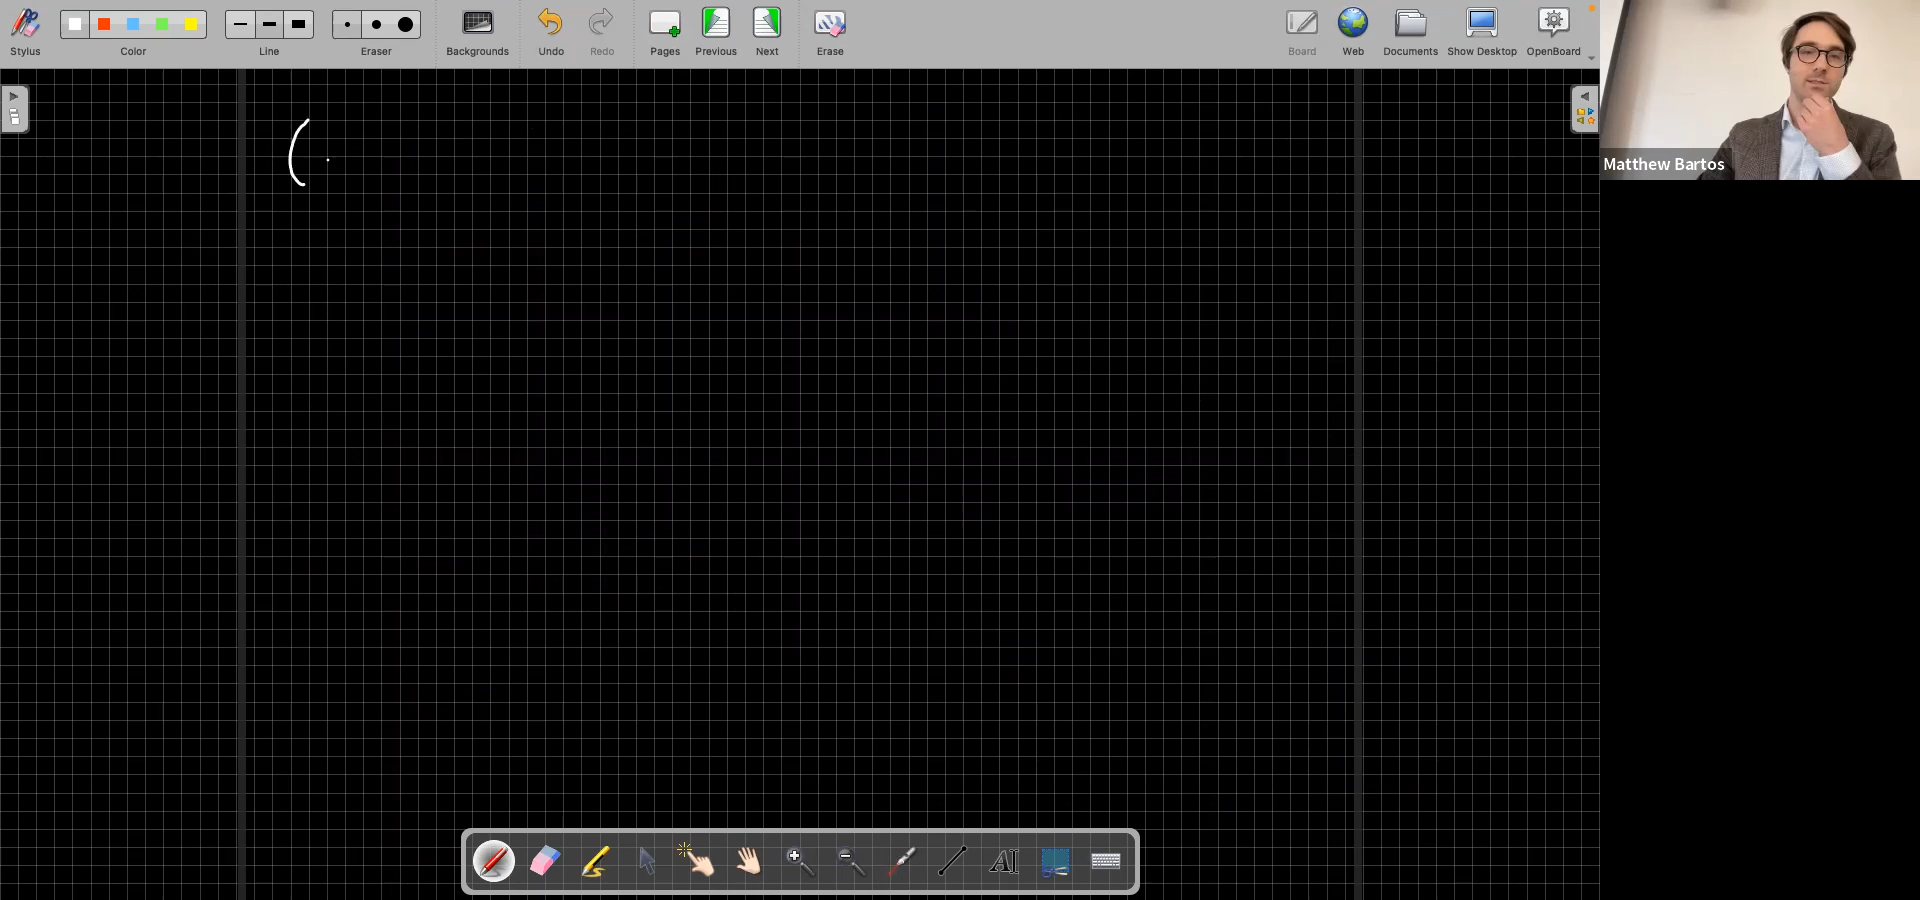 Stylus Color Line Eraser Backgrounds Undo Redo Pages Previous Next Erase Board Web Documents Show Desktop OpenBoard
(
Matthew Bartos
AI